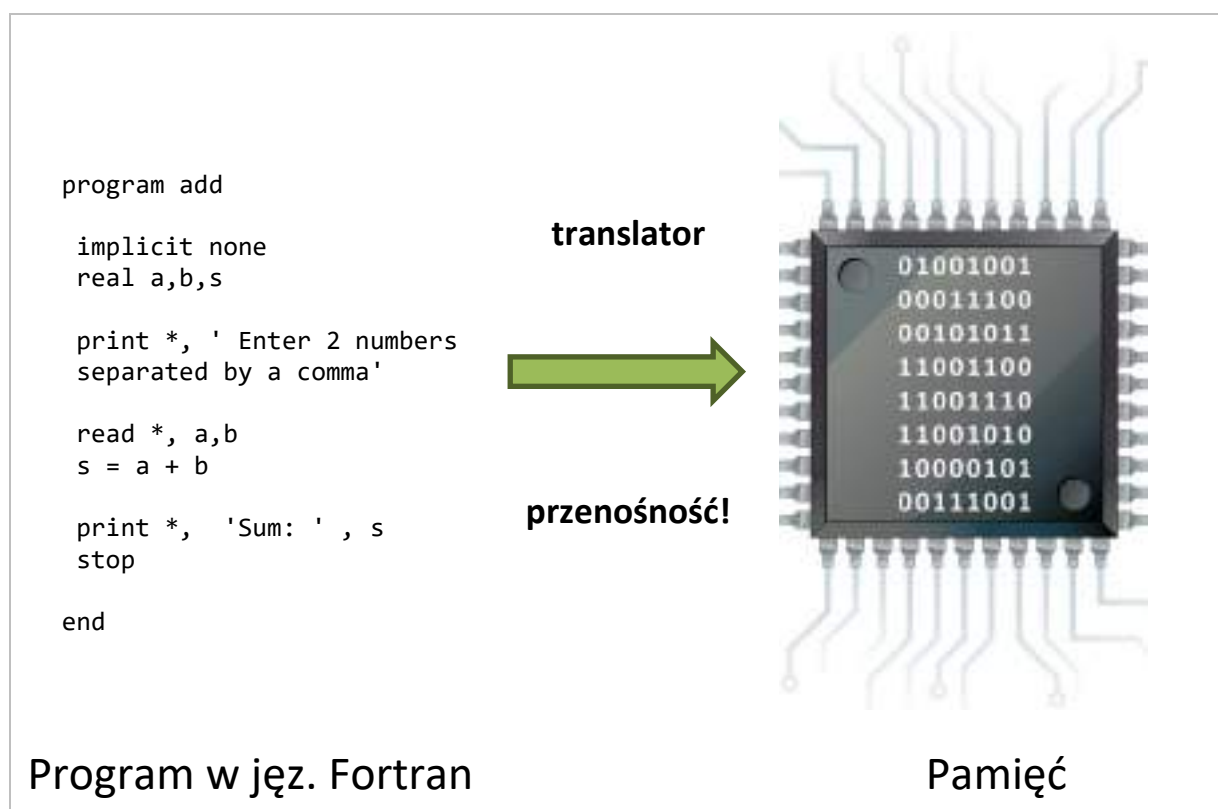 program add
implicit none
real a,b,s
print *, ' Enter 2 numbers
separated by a comma'
read *, a,b
s = a + b
print *,  'Sum: ' , s
stop
end
translator
przenośność!
01001001
00011100
00101011
11001100
11001110
11001010
10000101
00111001
Program w jęz. Fortran
Pamięć